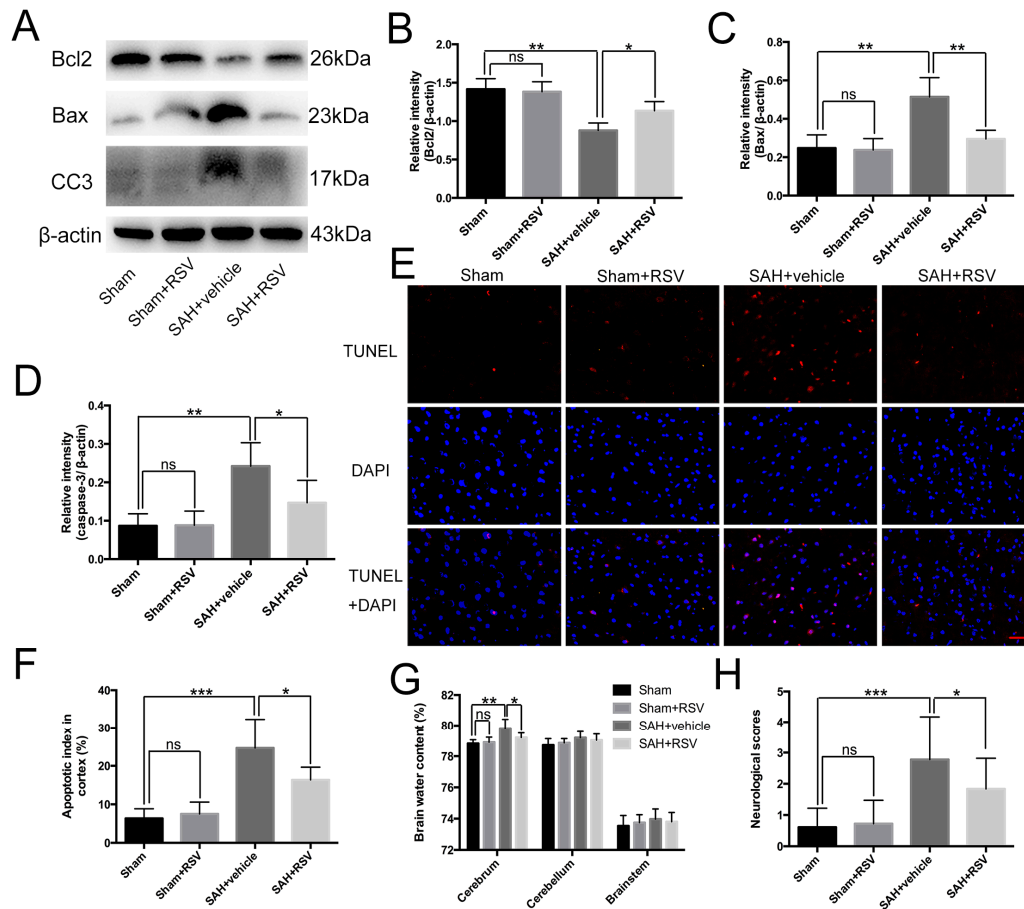 A
Bcl2
26kDa
Bax
23kDa
CC3
17kDa
β-actin
43kDa
Sham
Sham+RSV
SAH+vehicle
SAH+RSV
B
Relative intensity
(Bcl2/ β-actin)
2.0
1.5
1.0
0.5
0.0
**
ns
*
Sham
Sham+RSV
SAH+vehicle
SAH+RSV
C
Relative intensity
(Bax/ β-actin)
0.8
0.6
0.4
0.2
0.0
**
ns
**
Sham
Sham+RSV
SAH+vehicle
SAH+RSV
D
Relative intensity
(caspase-3/ β-actin)
0.4
0.3
0.2
0.1
0.0
**
ns
*
Sham
Sham+RSV
SAH+vehicle
SAH+RSV
E
Sham
Sham+RSV
SAH+vehicle
SAH+RSV
TUNEL
DAPI
TUNEL
+DAPI
F
Apoptotic index in
cortex (%)
40
30
20
10
0
***
ns
*
Sham
Sham+RSV
SAH+vehicle
SAH+RSV
G
Brain water content (%)
82
80
78
76
74
72
**
ns
*
Sham
Sham+RSV
SAH+vehicle
SAH+RSV
Cerebrum
Cerebellum
Brainstem
H
Neurological scores
5
4
3
2
1
0
***
ns
*
Sham
Sham+RSV
SAH+vehicle
SAH+RSV